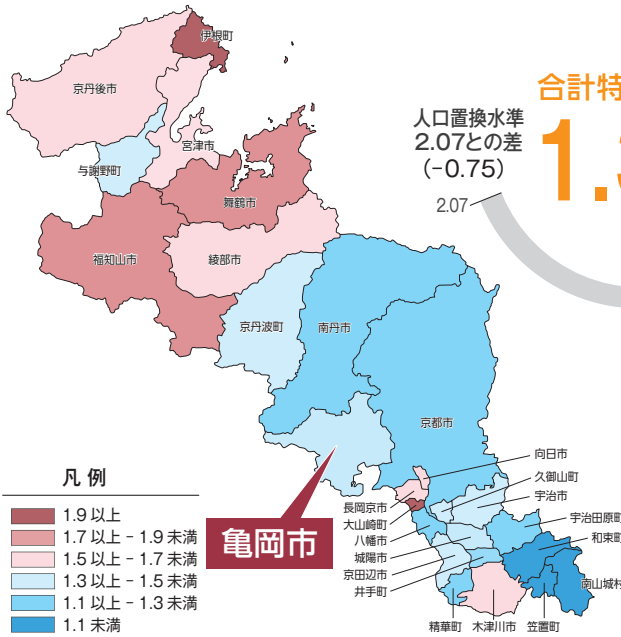 伊根町
京丹後市
宮津市
与謝野町
舞鶴市
福知山市
綾部市
京丹波町
南丹市
京都市
合計特
人口置換水準
2.07との差
(-0.75)
1.
2.07
向日市
久御山町
宇治市
宇治田原町
和束町
南山城村
長岡京市
大山崎町
八幡市
城陽市
京田辺市
井手町
精華町
木津川市
笠置町
亀岡市
凡例
1.9以上
1.7以上-1.9未満
1.5以上-1.7未満
1.3以上-1.5未満
1.1以上-1.3未満
1.1未満